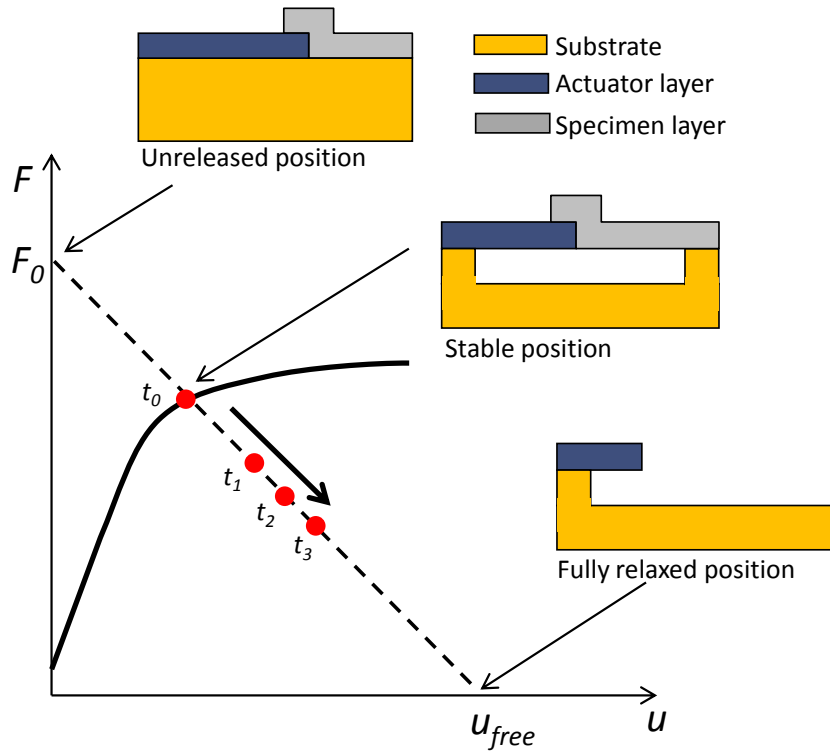 Substrate
Actuator layer
Specimen layer
Unreleased position
F
F0
Stable position
t0
t1
t2
t3
Fully relaxed position
ufree
u